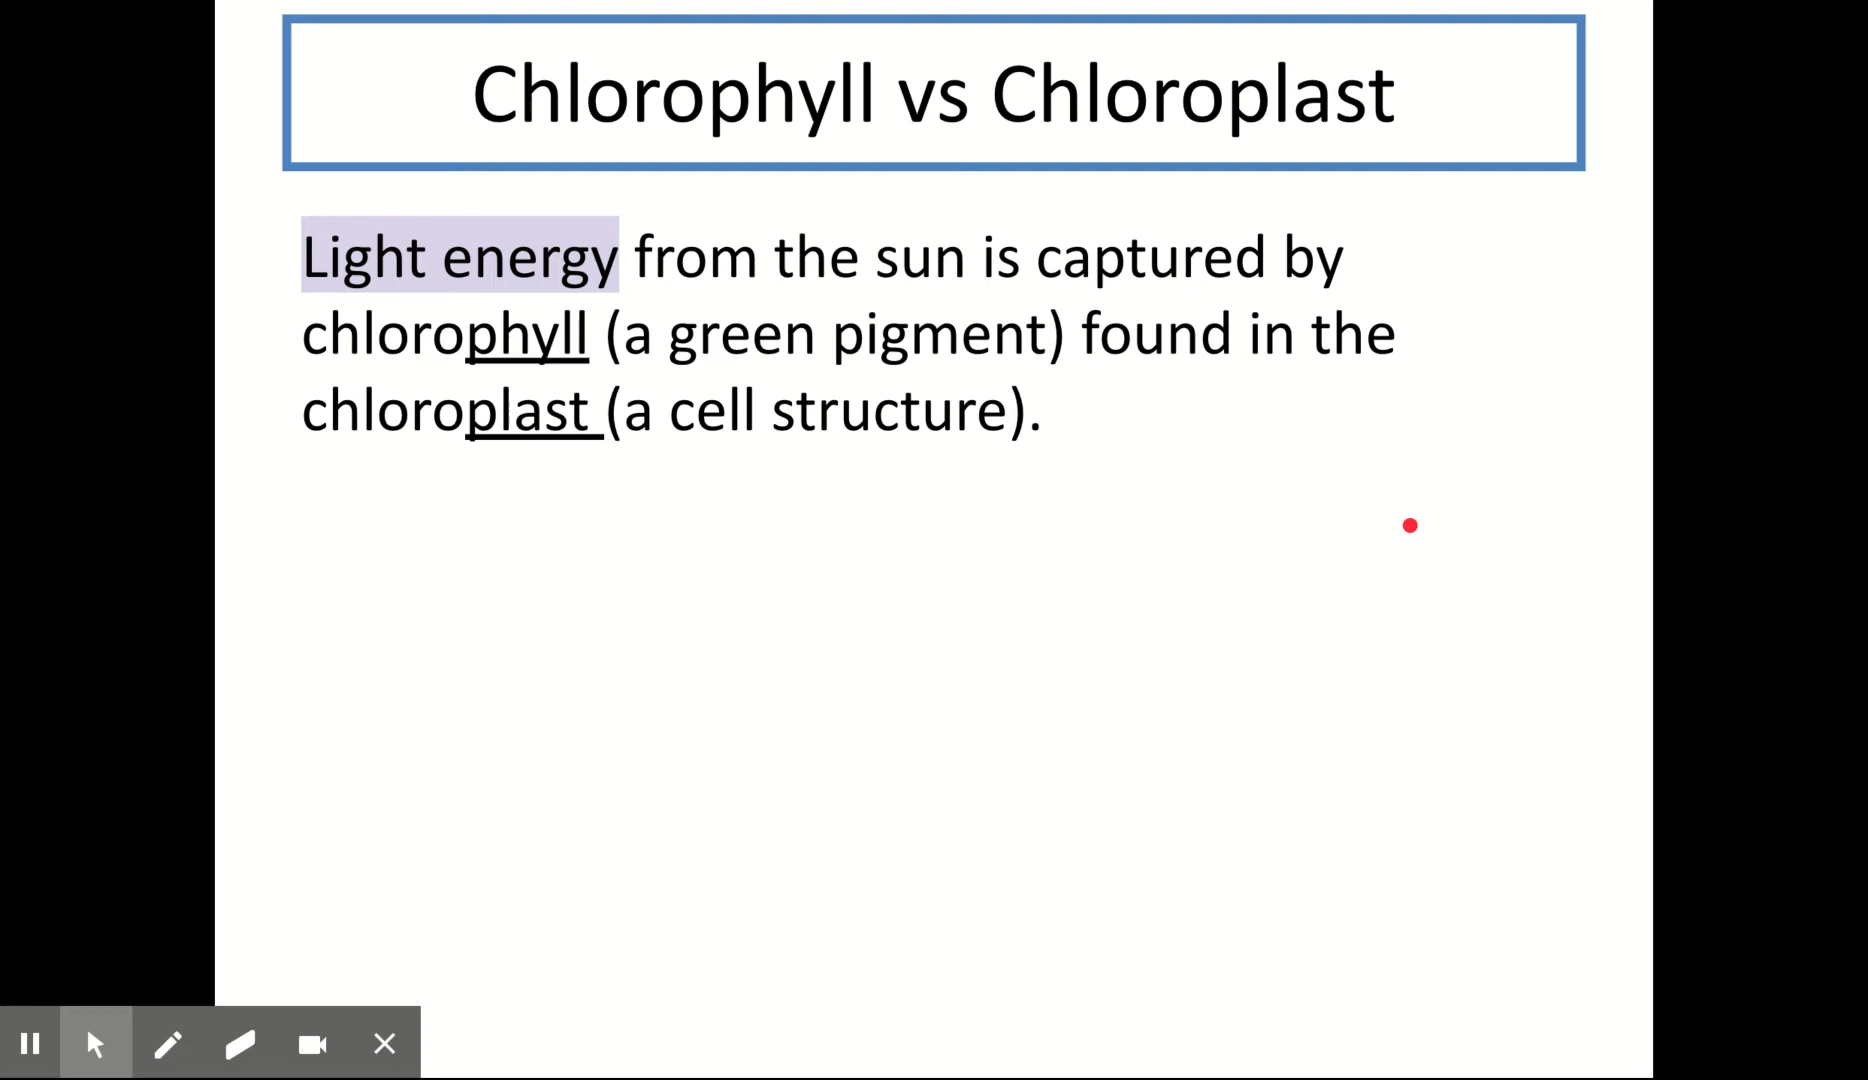 Chlorophyll vs Chloroplast
Light energy from the sun is captured by
chlorophyll (a green pigment) found in the
chloroplast (a cell structure).